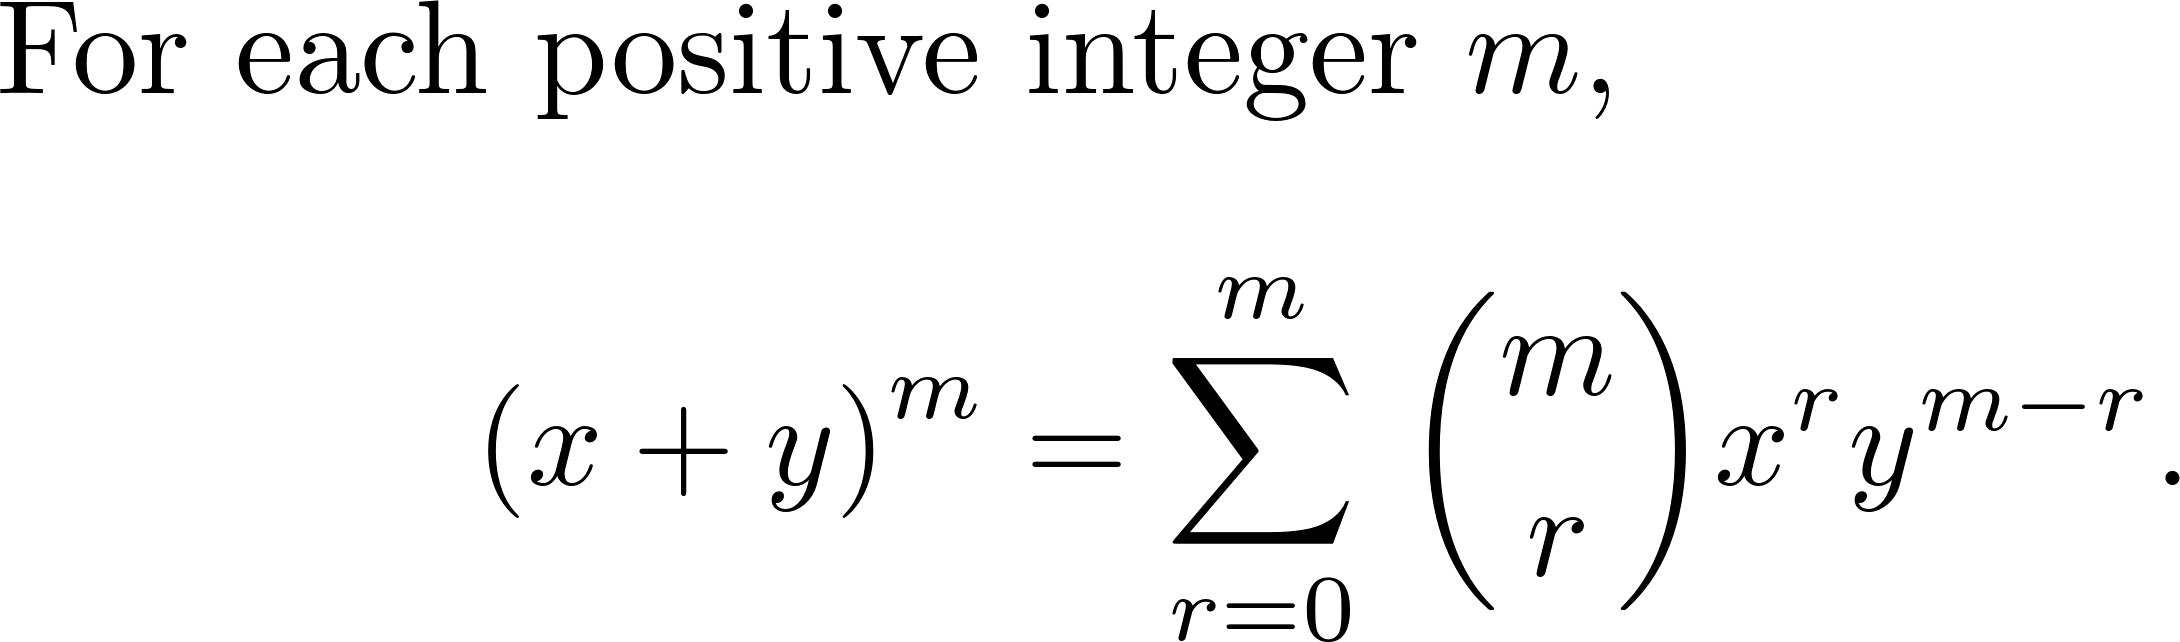 For each positive integer $m$,
$$(x + y)^m = \sum_{r=0}^{m} \binom{m}{r} x^r y^{m-r}.$$